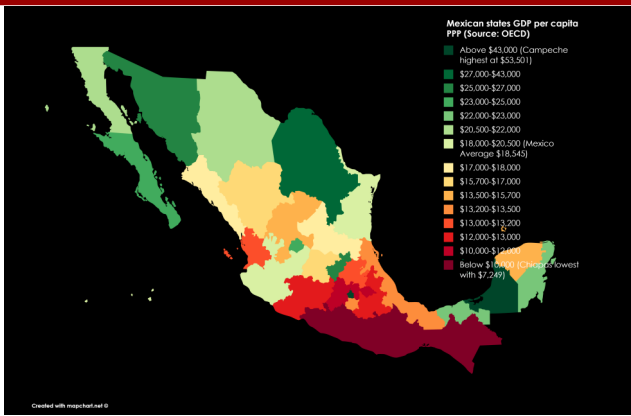 Mexican states GDP per capita
PPP (Source: OECD)
Above $43,000 (Campeche
highest at $53,501)
$27,000-$43,000
$25,000-$27,000
$23,000-$25,000
$22,000-$23,000
$20,500-$22,000
$18,000-$20,500 (Mexico
Average $18,545)
$17,000-$18,000
$15,700-$17,000
$13,500-$15,700
$13,200-$13,500
$13,000-$13,200
$12,000-$13,000
$10,000-$12,000
Below $10,000 (Chiapas lowest
with $7,249)
Created with mapchart.net ©